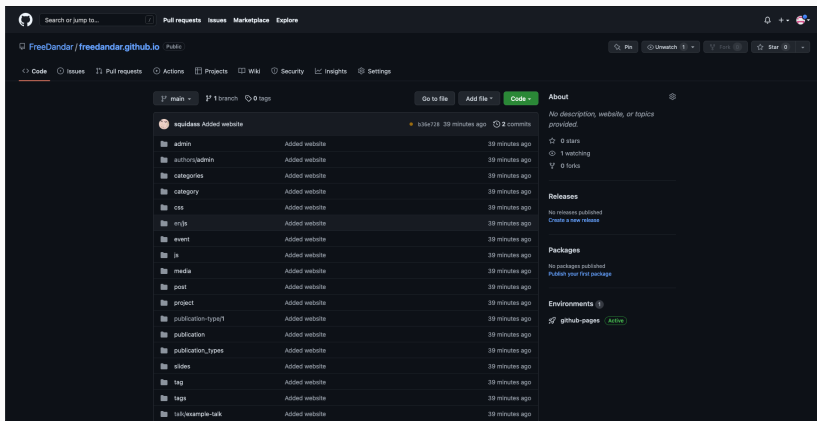 Search or jump to... /
Pull requests Issues Marketplace Explore
FreeDandar / freedandar.github.io Public
Pin Unwatch 1 Fork 0 Star 0
Code Issues Pull requests Actions Projects Wiki Security Insights Settings
main 1 branch 0 tags
Go to file Add file Code
squidass Added website b36e728 39 minutes ago 2 commits
admin Added website 39 minutes ago
authors/admin Added website 39 minutes ago
categories Added website 39 minutes ago
category Added website 39 minutes ago
css Added website 39 minutes ago
en/js Added website 39 minutes ago
event Added website 39 minutes ago
js Added website 39 minutes ago
media Added website 39 minutes ago
post Added website 39 minutes ago
project Added website 39 minutes ago
publication-type/1 Added website 39 minutes ago
publication Added website 39 minutes ago
publication_types Added website 39 minutes ago
slides Added website 39 minutes ago
tag Added website 39 minutes ago
tags Added website 39 minutes ago
talk/example-talk Added website 39 minutes ago
About
No description, website, or topics
provided.
0 stars
1 watching
0 forks
Releases
No releases published
Create a new release
Packages
No packages published
Publish your first package
Environments 1
github-pages Active